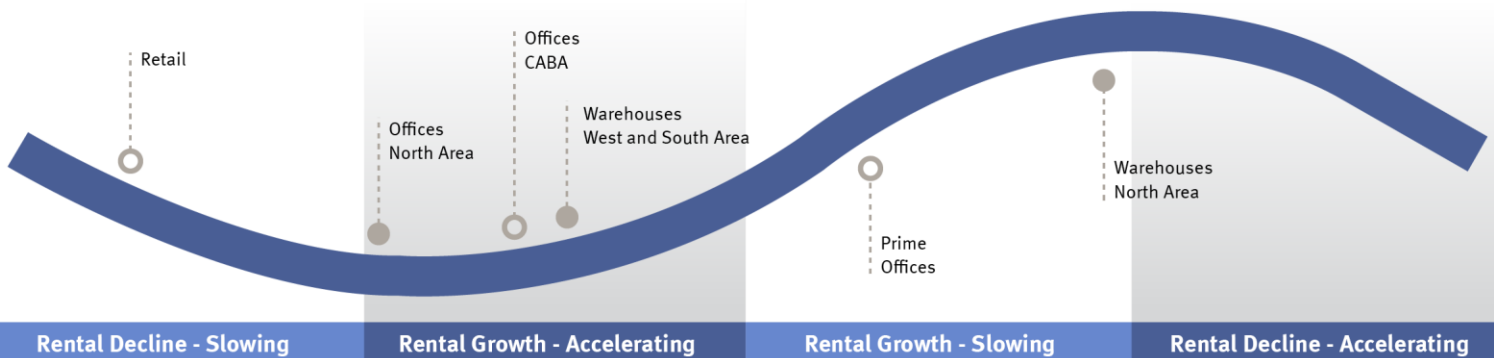 Retail
Offices
North Area
Offices
CABA
Warehouses
West and South Area
Prime
Offices
Warehouses
North Area
Rental Decline - Slowing
Rental Growth - Accelerating
Rental Growth - Slowing
Rental Decline - Accelerating